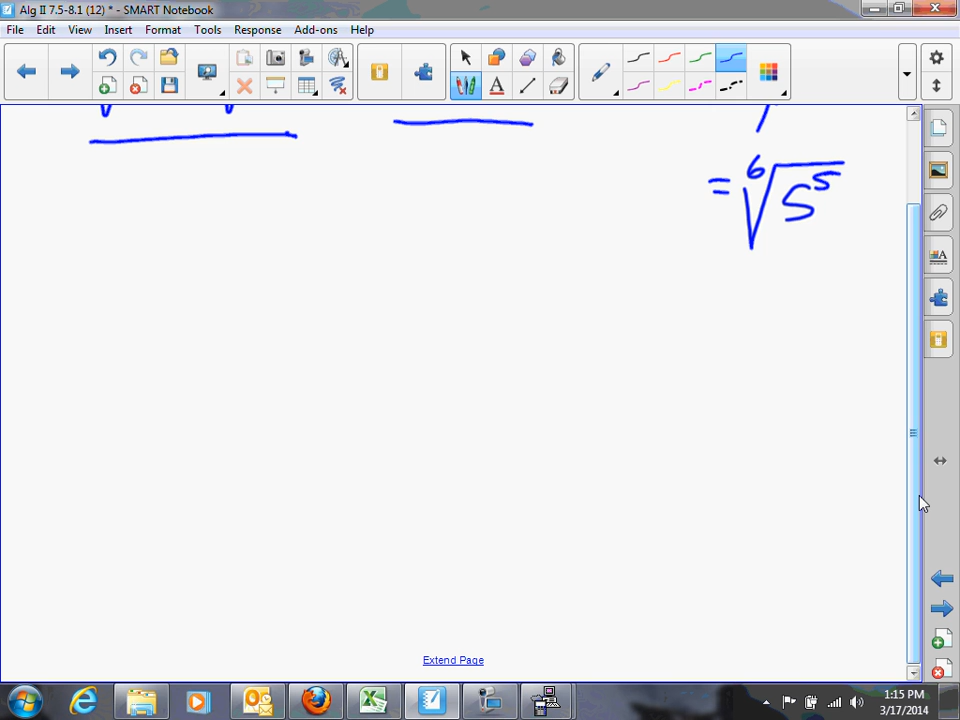 Alg II 7.5-8.1 (12) * - SMART Notebook
File Edit View Insert Format Tools Response Add-ons Help
= ⁶√5⁵
Extend Page
1:15 PM
3/17/2014